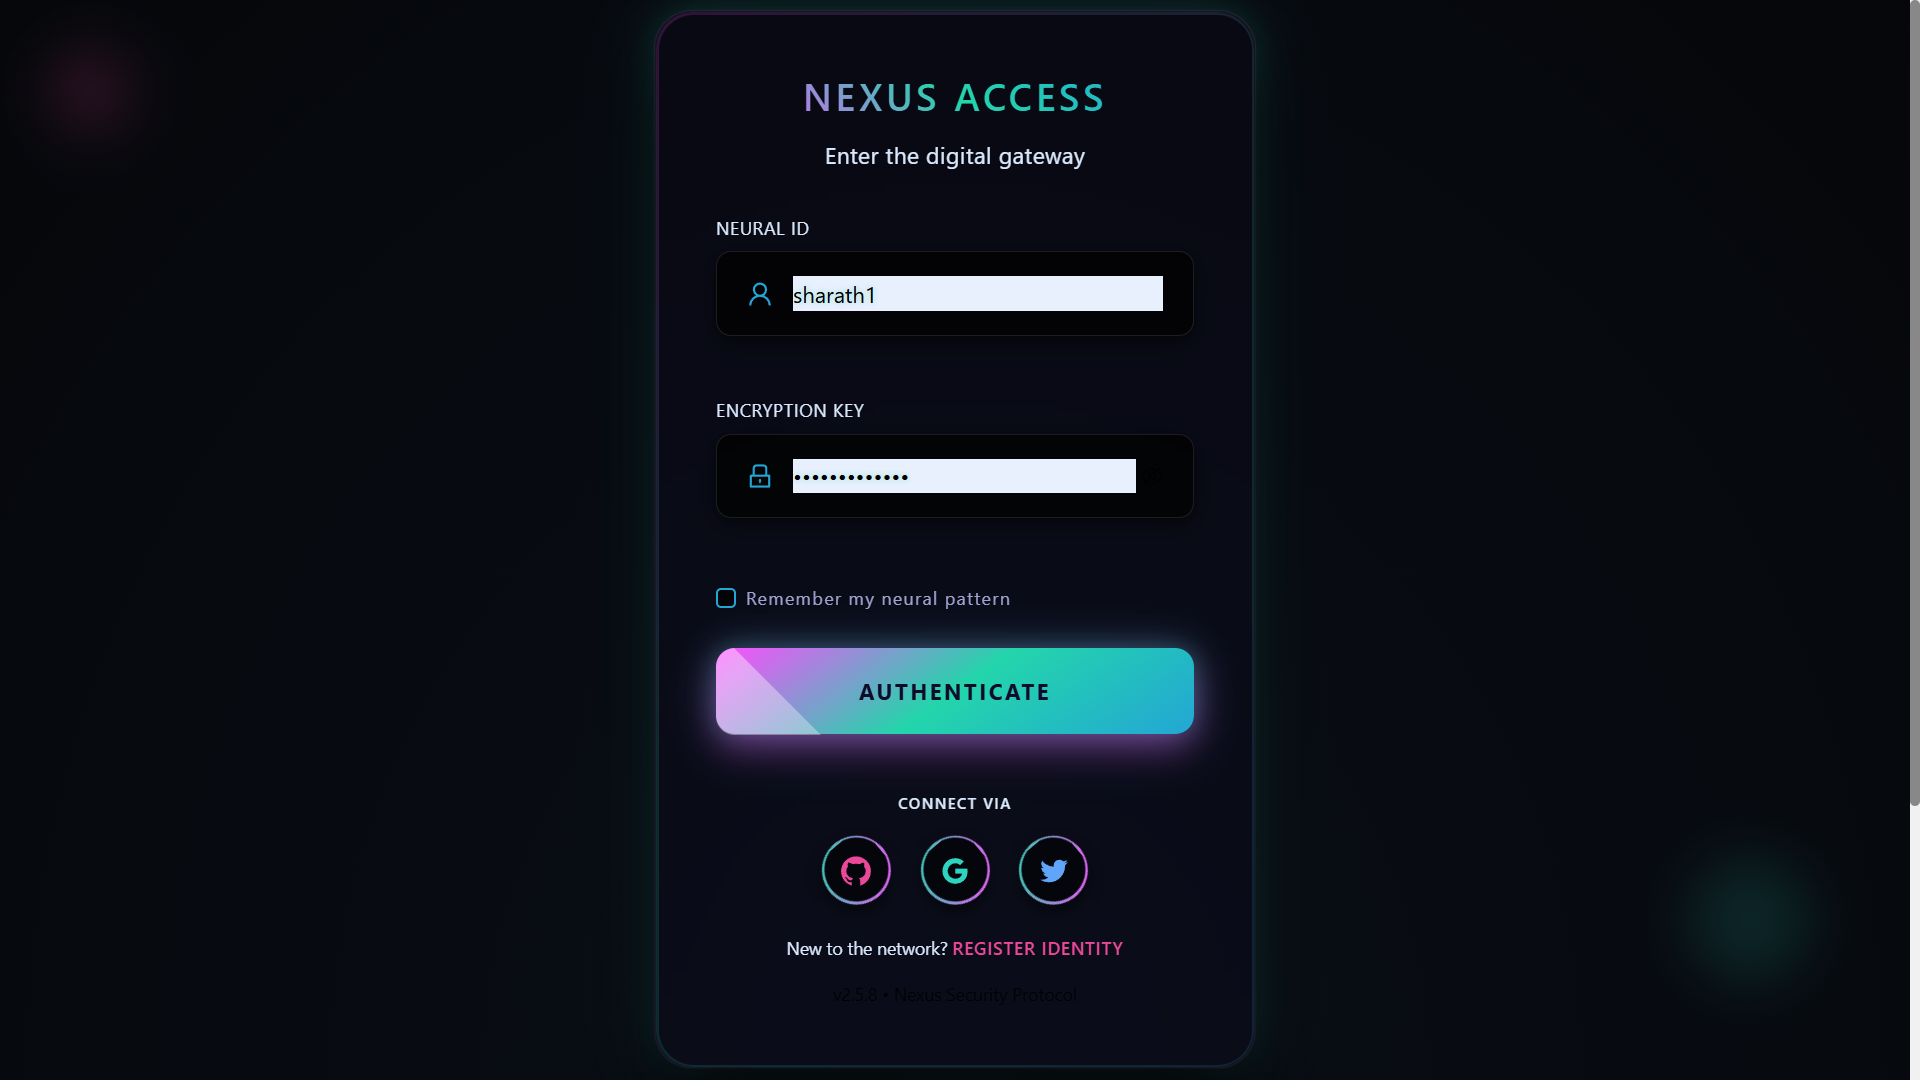 NEXUS ACCESS
Enter the digital gateway
NEURAL ID
sharath1
ENCRYPTION KEY
•••••••••••••
Remember my neural pattern
AUTHENTICATE
CONNECT VIA
New to the network? REGISTER IDENTITY
v2.5.8 • Nexus Security Protocol